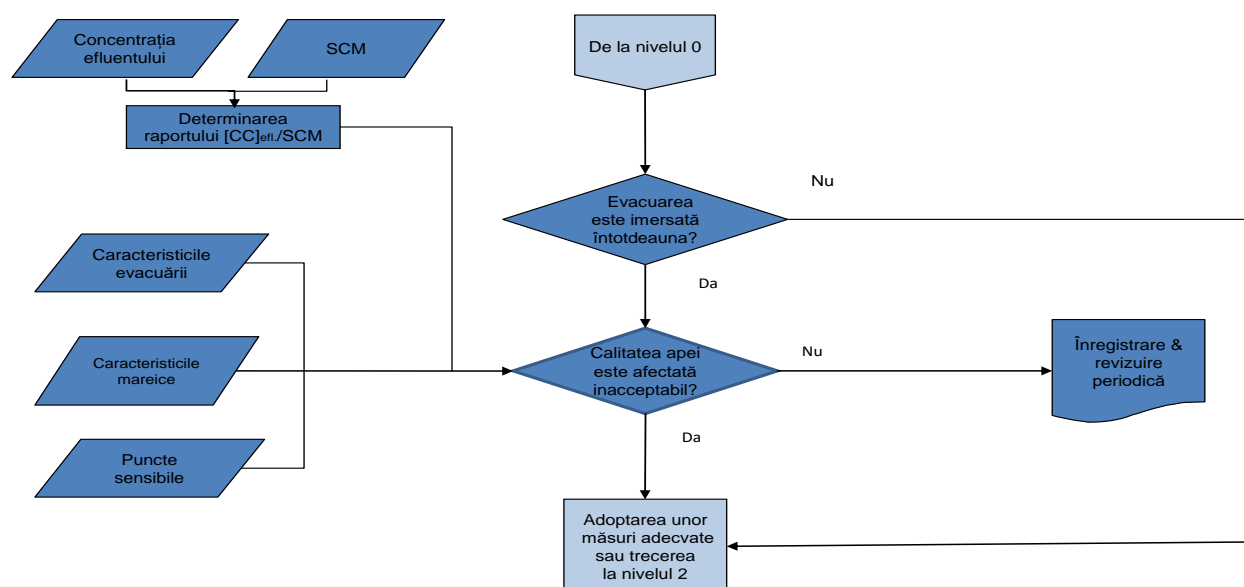 Concentrația
efluentului
SCM
De la nivelul 0
Determinarea
raportului [CC]efl./SCM
Nu
Evacuarea
este imersată
întotdeauna?
Caracteristicile
evacuării
Da
Caracteristicile
mareice
Calitatea apei
este afectată
inacceptabil?
Nu
Înregistrare &
revizuire
periodică
Da
Puncte
sensibile
Adoptarea unor
măsuri adecvate
sau trecerea
la nivelul 2